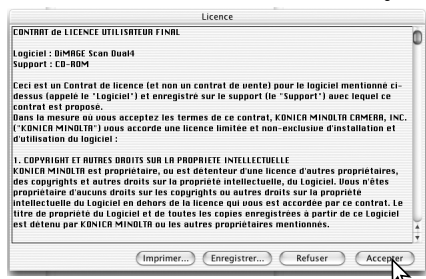 Licence
CONTRAT de LICENCE UTILISATEUR FINAL
Logiciel : DiMAGE Scan Dual4
Support : CD-ROM
Ceci est un Contrat de licence (et non un contrat de vente) pour le logiciel mentionné ci-
dessus (appelé le "Logiciel") et enregistré sur le support (le "Support") avec lequel ce
contrat est proposé.
Dans la mesure où vous acceptez les termes de ce contrat, KONICA MINOLTA CAMERA, INC.
("KONICA MINOLTA") vous accorde une licence limitée et non-exclusive d'installation et
d'utilisation du logiciel :
1. COPYRIGHT ET AUTRES DROITS SUR LA PROPRIETE INTELLECTUELLE
KONICA MINOLTA est propriétaire, ou est détenteur d'une licence d'autres propriétaires,
des copyrights et autres droits sur la propriété intellectuelle, du Logiciel. Vous n'êtes
propriétaire d'aucuns droits sur les copyrights ou autres droits sur la propriété
intellectuelle du Logiciel en dehors de la licence qui vous est accordée par ce contrat. Le
titre de propriété du Logiciel et de toutes les copies enregistrées à partir de ce Logiciel
est détenu par KONICA MINOLTA ou les autres propriétaires mentionnés.
Imprimer... Enregistrer... Refuser Accepter